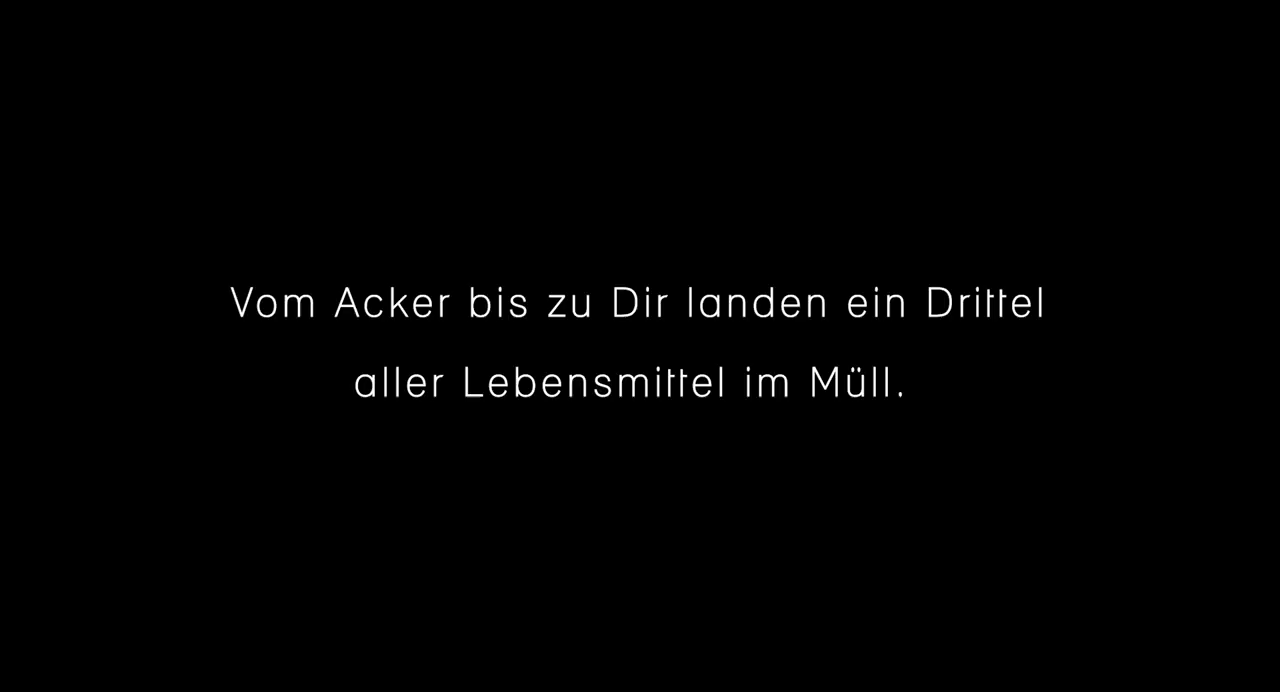 Vom Acker bis zu Dir landen ein Drittel
aller Lebensmittel im Müll.